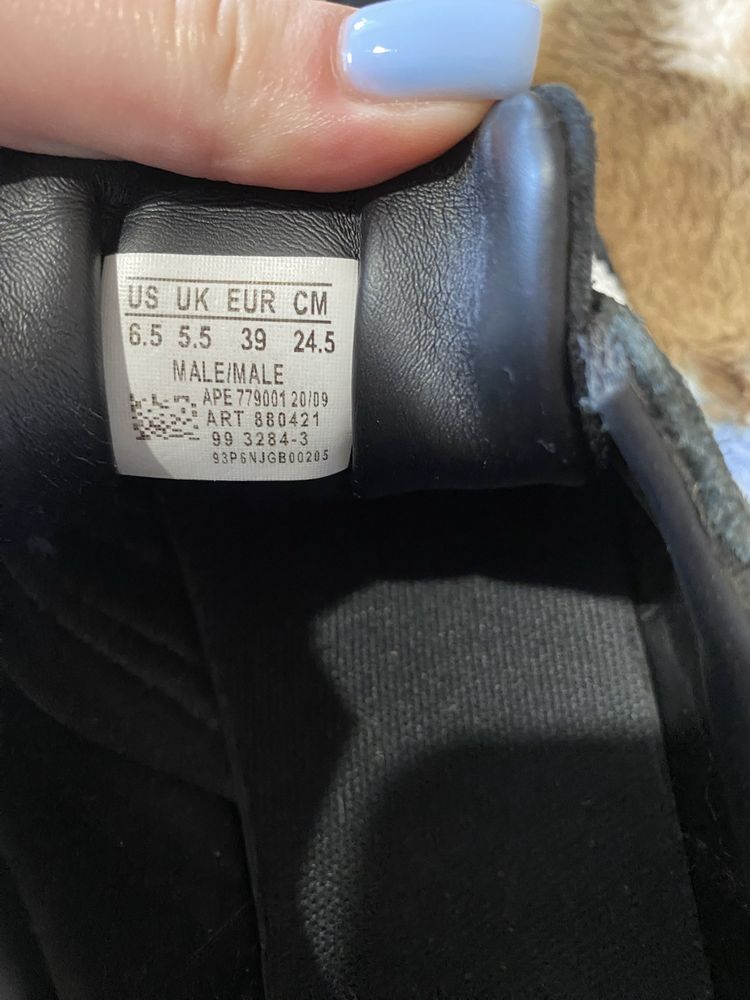 US UK EUR CM
6.5 5.5 39 24.5
MALE/MALE
APE 779001 20/09
ART 880421
99 3284-3
93P6NJGB00205